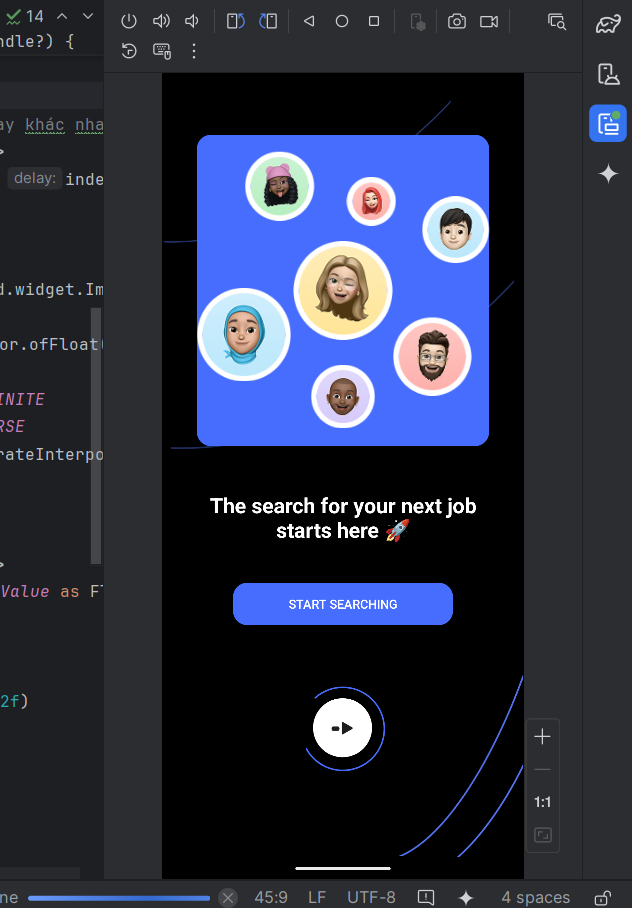 14
ndle?) {
ay khác nha
>
delay: inde
d.widget.Im
or.ofFloat(
INITE
RSE
rateInterpo
>
Value as Fl
2f)
The search for your next job
starts here 🚀
START SEARCHING
1:1
ne
45:9 LF UTF-8 4 spaces